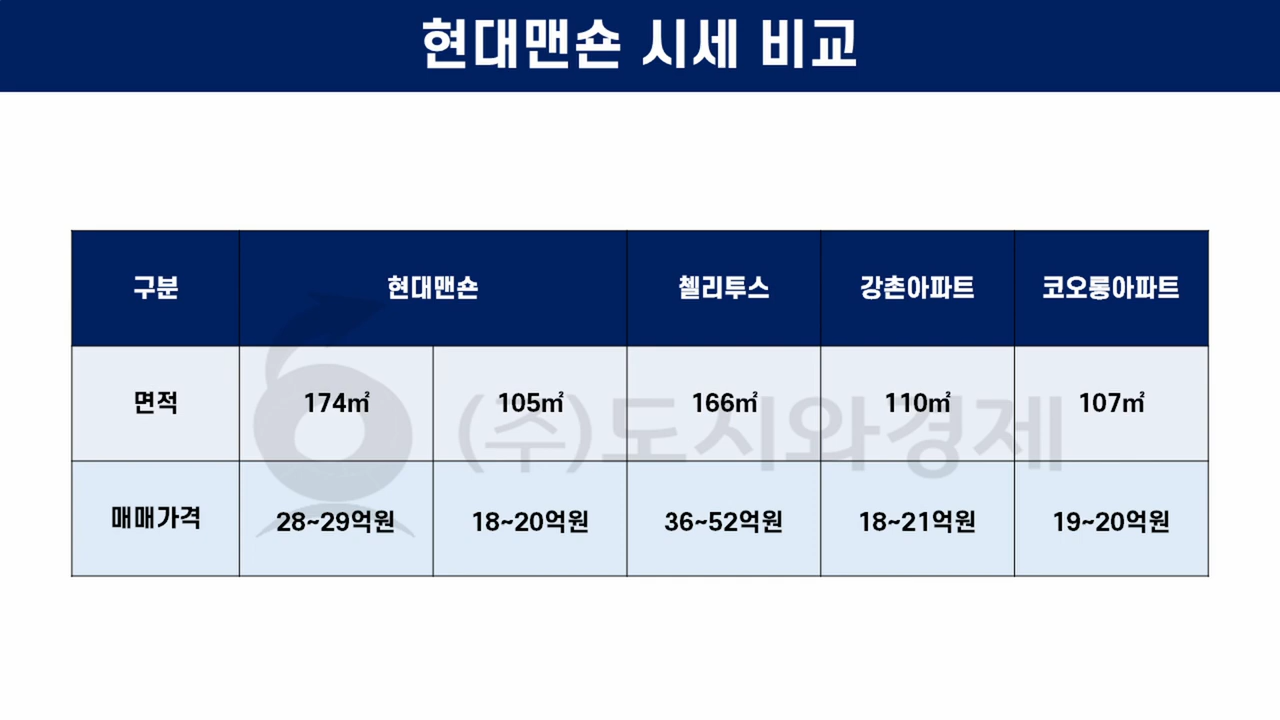 현대맨숀 시세 비교
구분 현대맨숀 첼리투스 강촌아파트 코오롱아파트
면적 174㎡ 105㎡ 166㎡ 110㎡ 107㎡
매매가격 28~29억원 18~20억원 36~52억원 18~21억원 19~20억원
(주)도시와경제